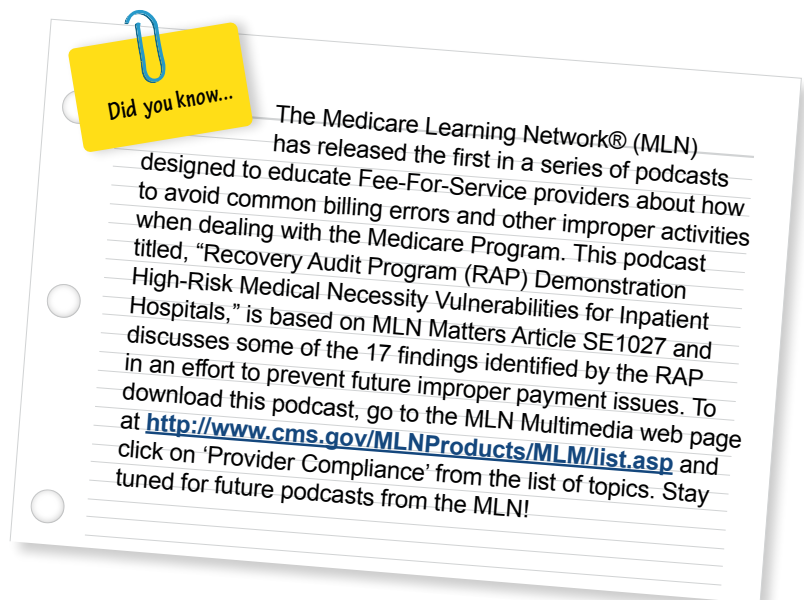 Did you know...
The Medicare Learning Network® (MLN)
has released the first in a series of podcasts
designed to educate Fee-For-Service providers about how
to avoid common billing errors and other improper activities
when dealing with the Medicare Program. This podcast
titled, “Recovery Audit Program (RAP) Demonstration
High-Risk Medical Necessity Vulnerabilities for Inpatient
Hospitals,” is based on MLN Matters Article SE1027 and
discusses some of the 17 findings identified by the RAP
in an effort to prevent future improper payment issues. To
download this podcast, go to the MLN Multimedia web page
at http://www.cms.gov/MLNProducts/MLM/list.asp and
click on ‘Provider Compliance’ from the list of topics. Stay
tuned for future podcasts from the MLN!